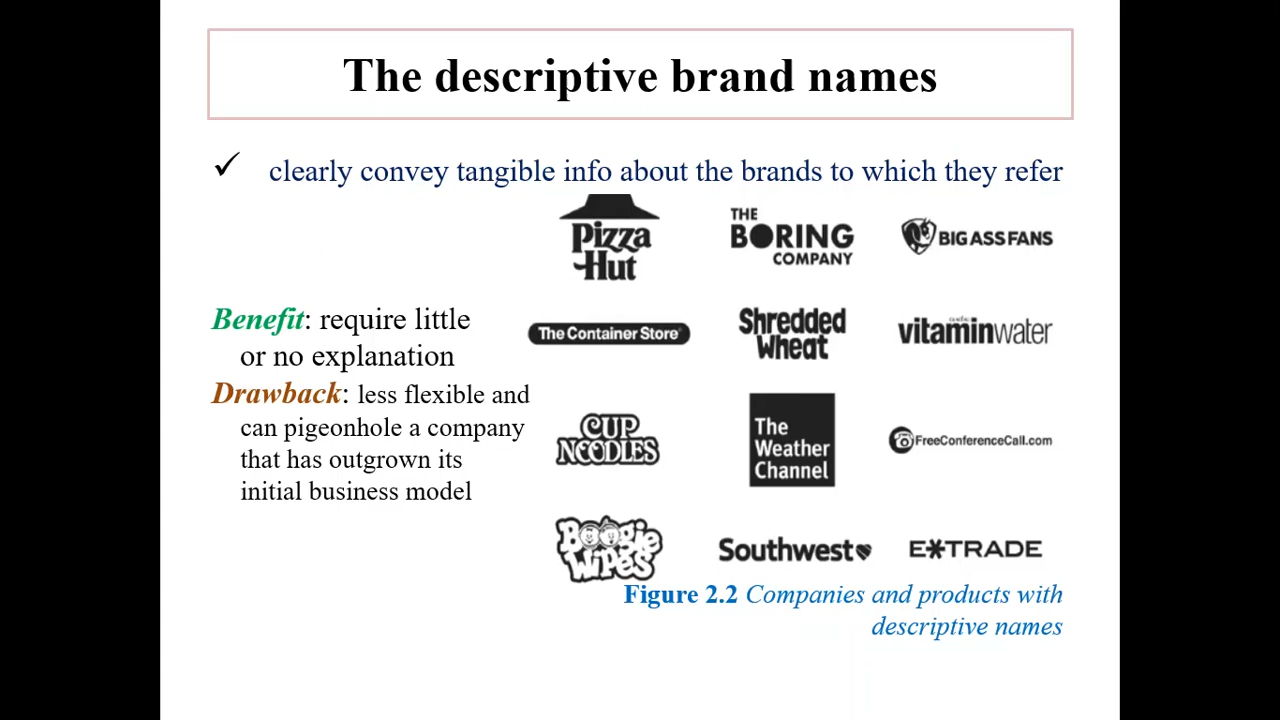 The descriptive brand names
✓ clearly convey tangible info about the brands to which they refer
Pizza
Hut
THE
BORING
COMPANY
BIG ASS FANS
Benefit: require little
or no explanation
Drawback: less flexible and
can pigeonhole a company
that has outgrown its
initial business model
The Container Store
Shredded
Wheat
vitaminwater
CUP
NOODLES
The
Weather
Channel
FreeConferenceCall.com
Boogie
Wipes
Southwest
E*TRADE
Figure 2.2 Companies and products with
descriptive names